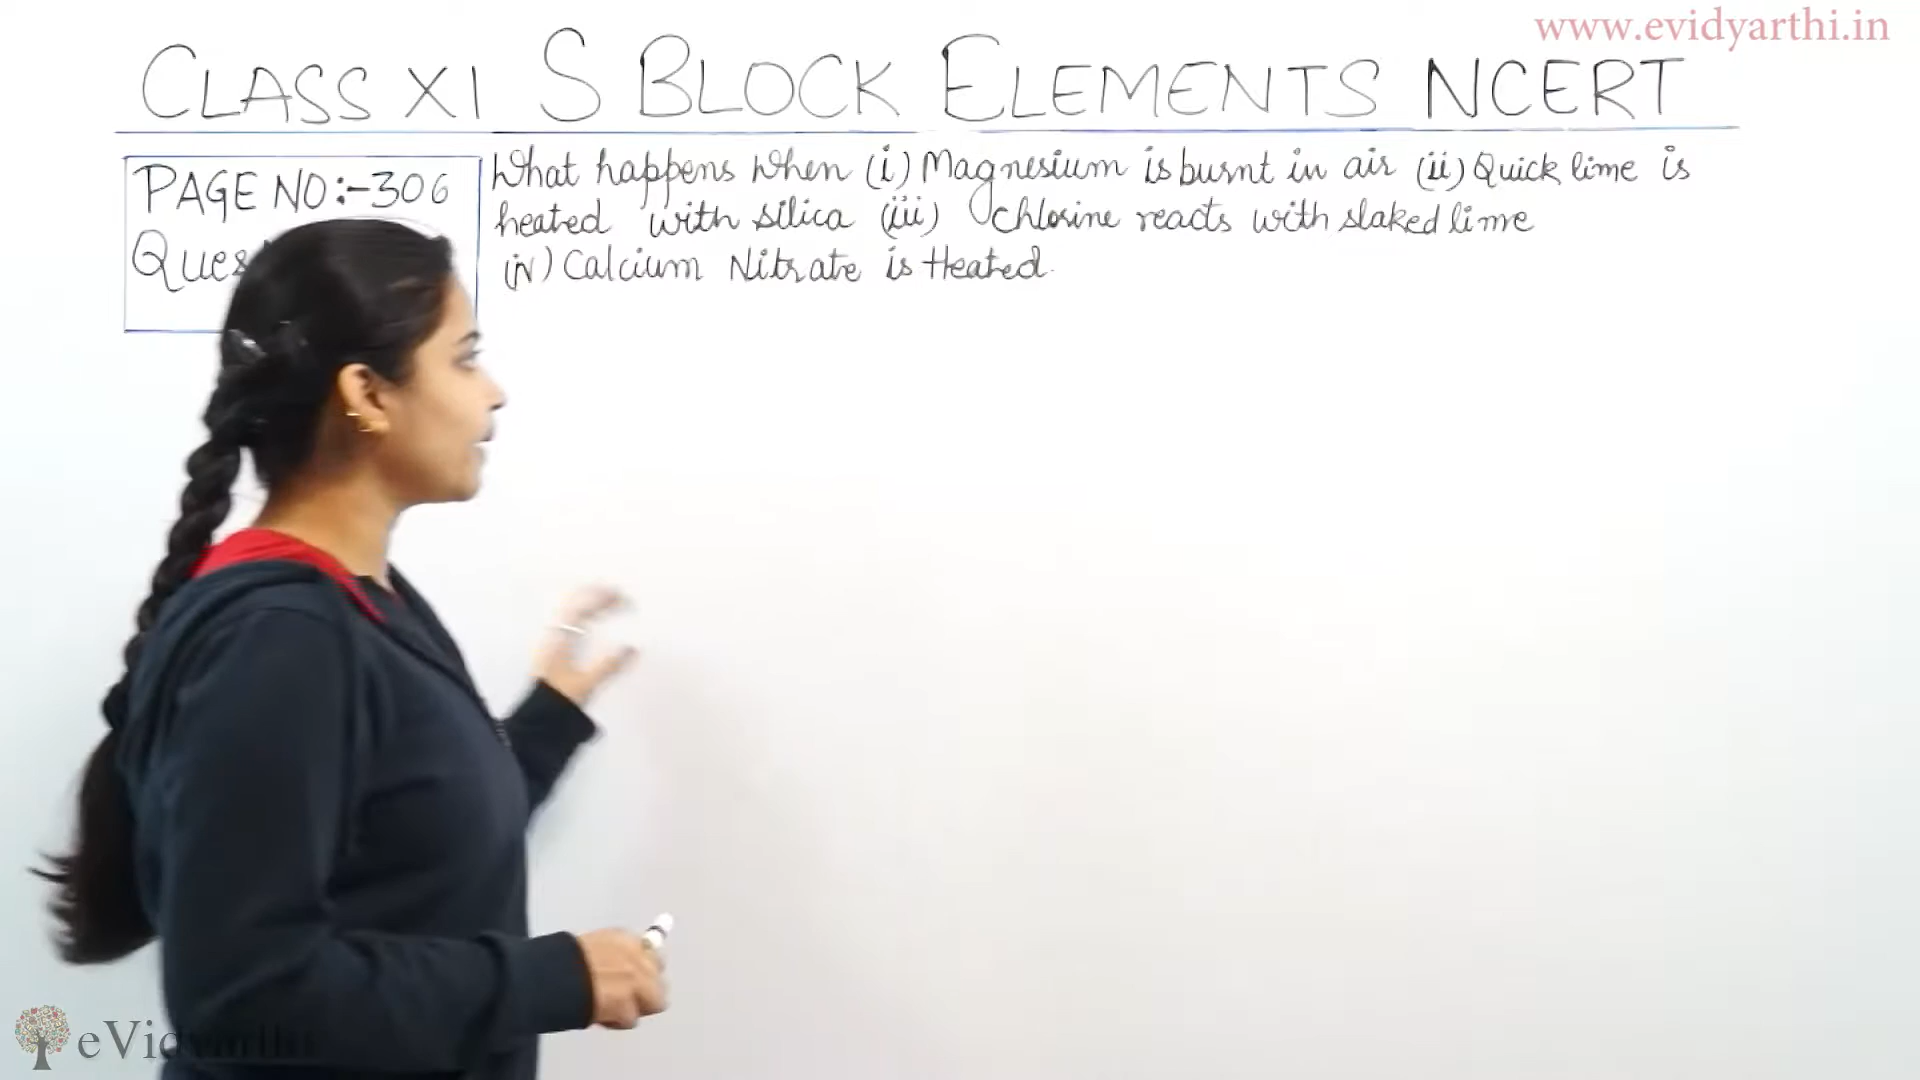 www.evidyarthi.in
CLASS XI S BLOCK ELEMENTS NCERT
PAGE NO:-306
What happens when (i) Magnesium is burnt in air (ii) Quick lime is
heated with silica (iii) Chlorine reacts with slaked lime
(iv) Calcium Nitrate is Heated.
eVidyarthi